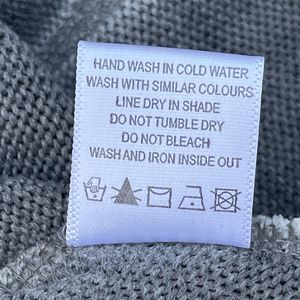 HAND WASH IN COLD WATER
WASH WITH SIMILAR COLOURS
LINE DRY IN SHADE
DO NOT TUMBLE DRY
DO NOT BLEACH
WASH AND IRON INSIDE OUT